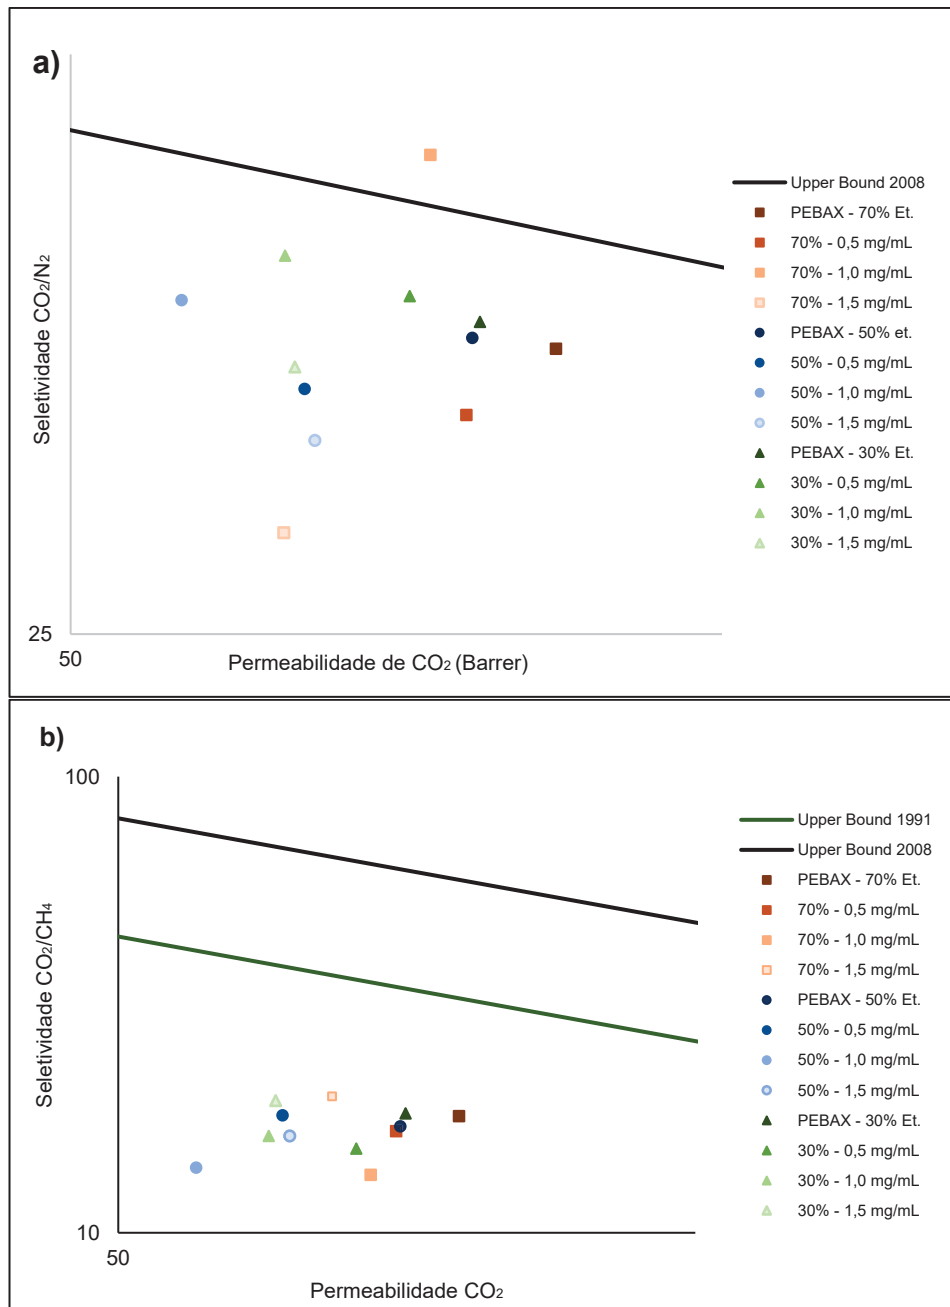 a)
Seletividade CO₂/N₂
25
50
Permeabilidade de CO₂ (Barrer)
Upper Bound 2008
PEBAX - 70% Et.
70% - 0,5 mg/mL
70% - 1,0 mg/mL
70% - 1,5 mg/mL
PEBAX - 50% et.
50% - 0,5 mg/mL
50% - 1,0 mg/mL
50% - 1,5 mg/mL
PEBAX - 30% Et.
30% - 0,5 mg/mL
30% - 1,0 mg/mL
30% - 1,5 mg/mL
b)
100
Seletividade CO₂/CH₄
10
50
Permeabilidade CO₂
Upper Bound 1991
Upper Bound 2008
PEBAX - 70% Et.
70% - 0,5 mg/mL
70% - 1,0 mg/mL
70% - 1,5 mg/mL
PEBAX - 50% Et.
50% - 0,5 mg/mL
50% - 1,0 mg/mL
50% - 1,5 mg/mL
PEBAX - 30% Et.
30% - 0,5 mg/mL
30% - 1,0 mg/mL
30% - 1,5 mg/mL